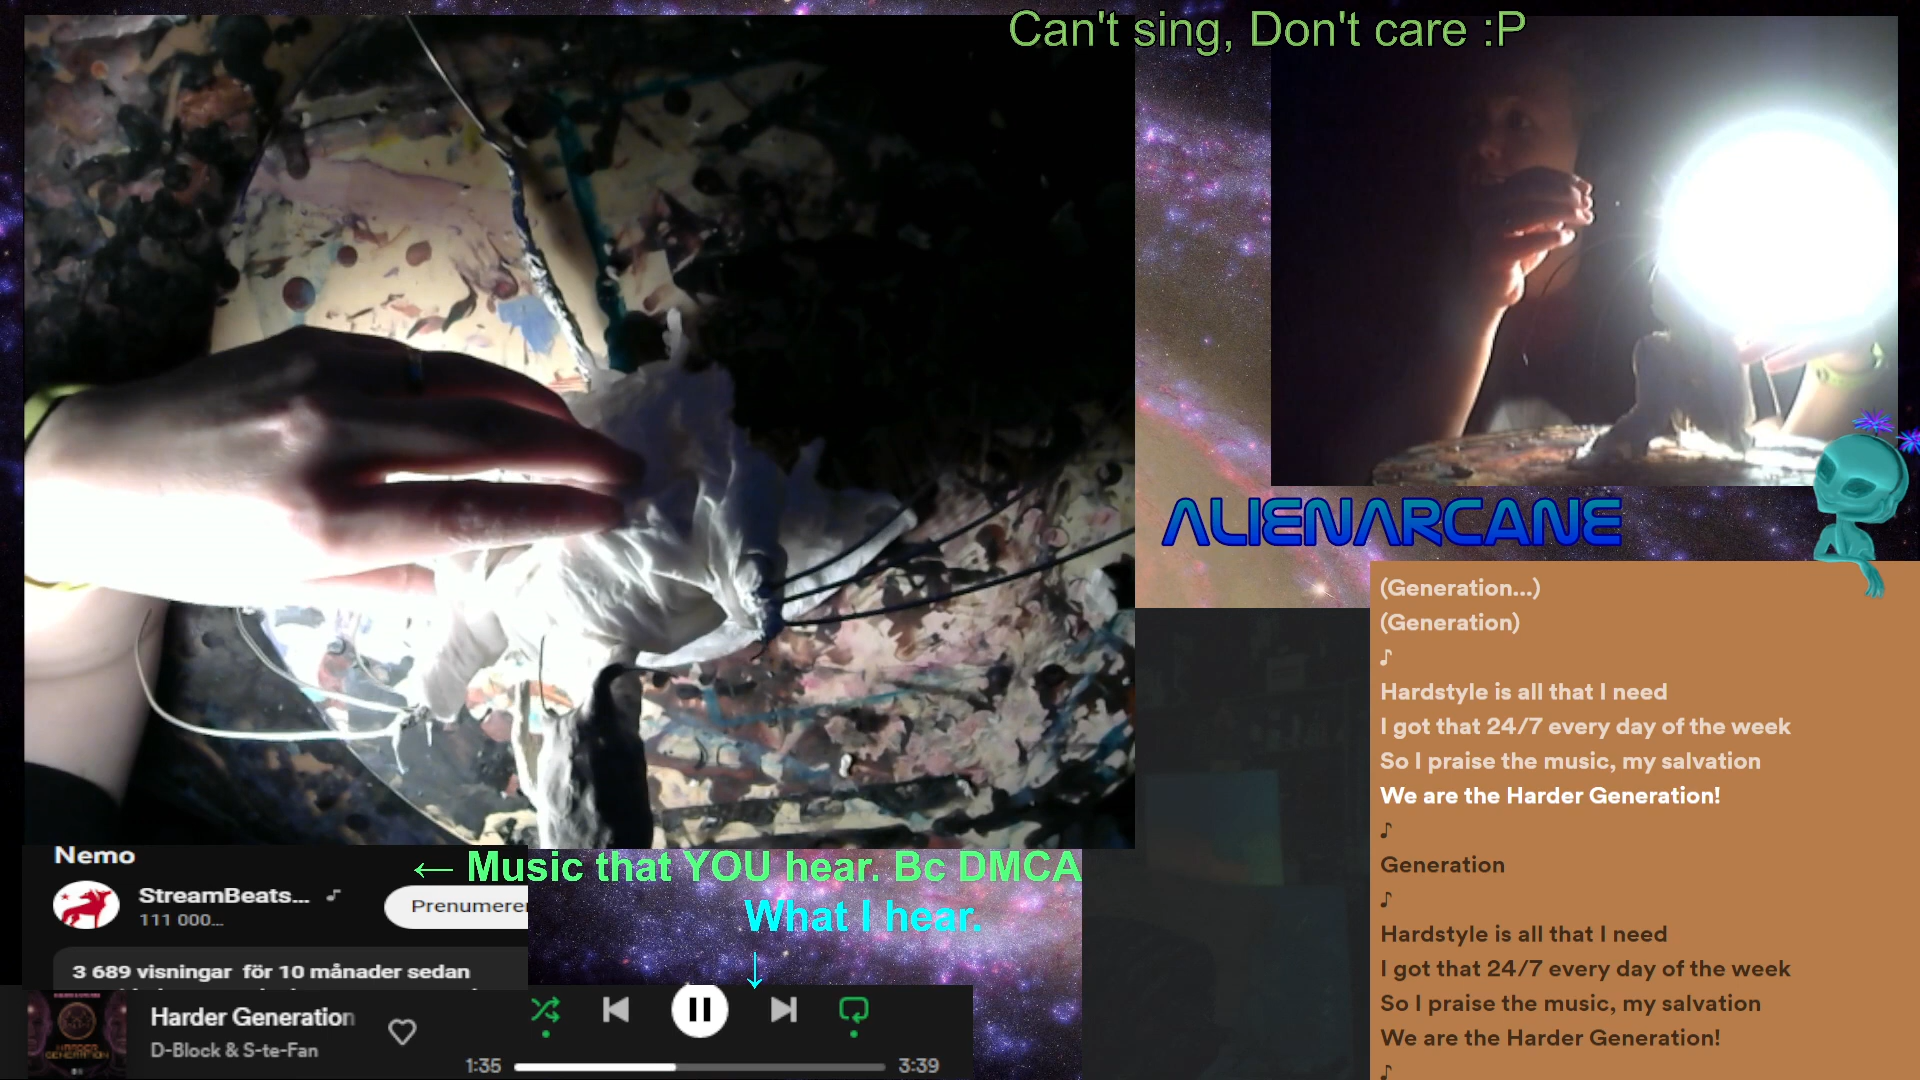 Can't sing, Don't care :P
ALIENARCANE
(Generation...)
(Generation)
♪
Hardstyle is all that I need
I got that 24/7 every day of the week
So I praise the music, my salvation
We are the Harder Generation!
♪
Generation
♪
Hardstyle is all that I need
I got that 24/7 every day of the week
So I praise the music, my salvation
We are the Harder Generation!
♪
Nemo
← Music that YOU hear. Bc DMCA
StreamBeats... ♪
111 000...
Prenumerer
What I hear.
↓
3 689 visningar för 10 månader sedan
Harder Generation
D-Block & S-te-Fan
1:35
3:39